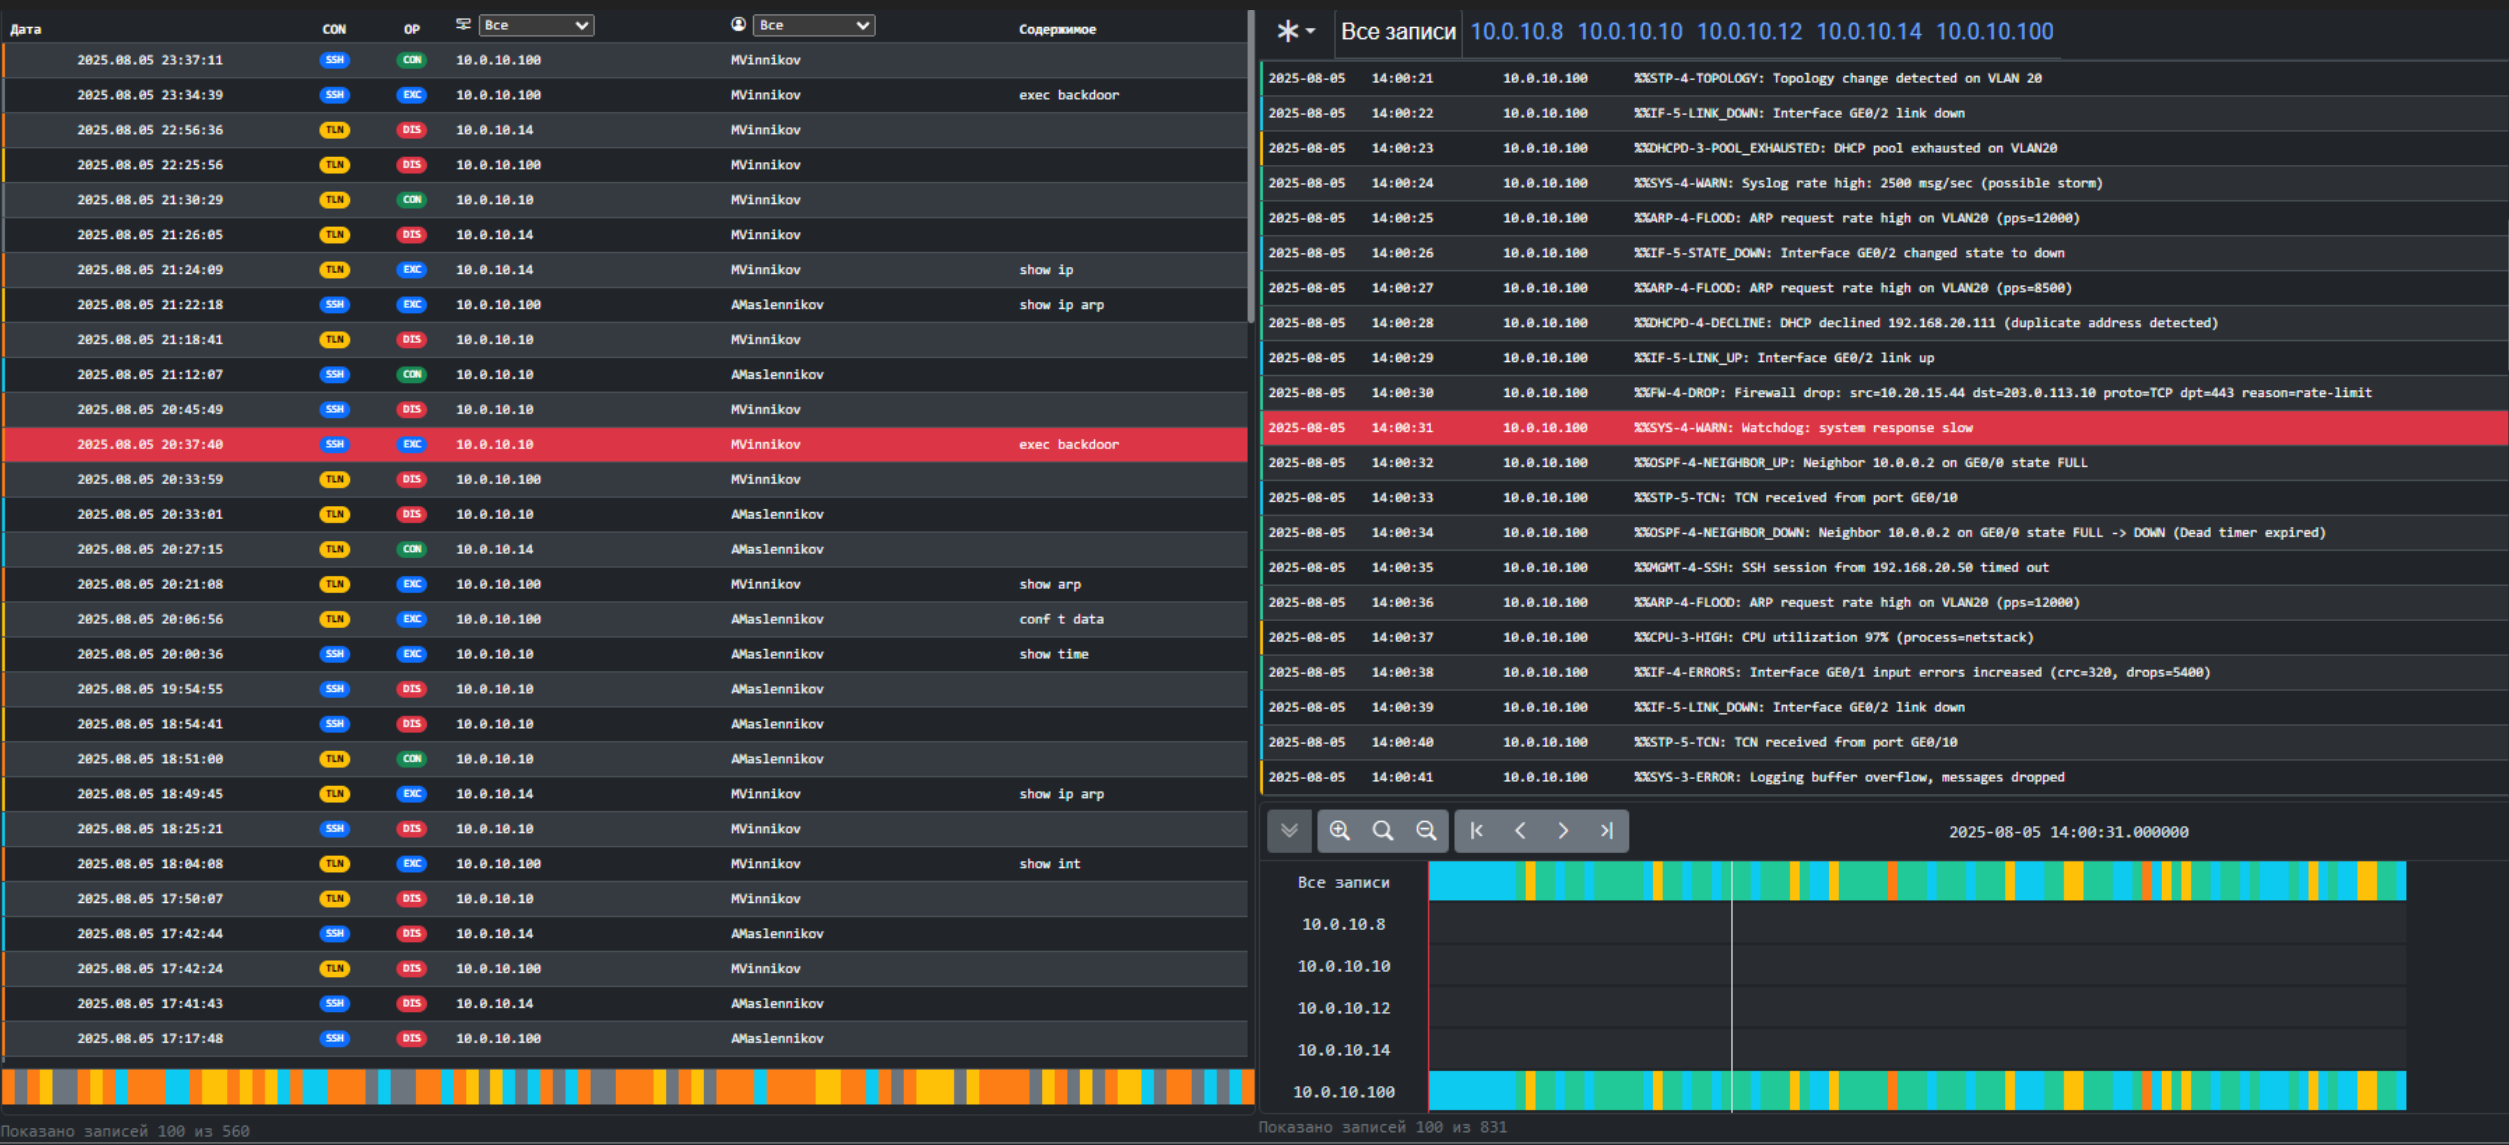 Дата CON OP Все Все Содержимое
2025.08.05 23:37:11 SSH CON 10.0.10.100 MVinnikov
2025.08.05 23:34:39 SSH EXC 10.0.10.100 MVinnikov exec backdoor
2025.08.05 22:56:36 TLN DIS 10.0.10.14 MVinnikov
2025.08.05 22:25:56 TLN DIS 10.0.10.100 MVinnikov
2025.08.05 21:30:29 TLN CON 10.0.10.10 MVinnikov
2025.08.05 21:26:05 TLN DIS 10.0.10.14 MVinnikov
2025.08.05 21:24:09 TLN EXC 10.0.10.14 MVinnikov show ip
2025.08.05 21:22:18 SSH EXC 10.0.10.100 AMaslennikov show ip arp
2025.08.05 21:18:41 TLN DIS 10.0.10.10 MVinnikov
2025.08.05 21:12:07 SSH CON 10.0.10.10 AMaslennikov
2025.08.05 20:45:49 SSH DIS 10.0.10.10 MVinnikov
2025.08.05 20:37:40 SSH EXC 10.0.10.10 MVinnikov exec backdoor
2025.08.05 20:33:59 TLN DIS 10.0.10.100 MVinnikov
2025.08.05 20:33:01 TLN DIS 10.0.10.10 AMaslennikov
2025.08.05 20:27:15 TLN CON 10.0.10.14 AMaslennikov
2025.08.05 20:21:08 TLN EXC 10.0.10.100 MVinnikov show arp
2025.08.05 20:06:56 TLN EXC 10.0.10.100 AMaslennikov conf t data
2025.08.05 20:00:36 SSH EXC 10.0.10.10 AMaslennikov show time
2025.08.05 19:54:55 SSH DIS 10.0.10.10 AMaslennikov
2025.08.05 18:54:41 SSH DIS 10.0.10.10 AMaslennikov
2025.08.05 18:51:00 TLN CON 10.0.10.10 AMaslennikov
2025.08.05 18:49:45 TLN EXC 10.0.10.14 MVinnikov show ip arp
2025.08.05 18:25:21 SSH DIS 10.0.10.10 MVinnikov
2025.08.05 18:04:08 TLN EXC 10.0.10.100 MVinnikov show int
2025.08.05 17:50:07 TLN DIS 10.0.10.10 MVinnikov
2025.08.05 17:42:44 SSH DIS 10.0.10.14 AMaslennikov
2025.08.05 17:42:24 TLN DIS 10.0.10.100 MVinnikov
2025.08.05 17:41:43 SSH DIS 10.0.10.14 AMaslennikov
2025.08.05 17:17:48 SSH DIS 10.0.10.100 AMaslennikov
Показано записей 100 из 560
Все записи 10.0.10.8 10.0.10.10 10.0.10.12 10.0.10.14 10.0.10.100
2025-08-05 14:00:21 10.0.10.100 %%STP-4-TOPOLOGY: Topology change detected on VLAN 20
2025-08-05 14:00:22 10.0.10.100 %%IF-5-LINK_DOWN: Interface GE0/2 link down
2025-08-05 14:00:23 10.0.10.100 %%DHCPD-3-POOL_EXHAUSTED: DHCP pool exhausted on VLAN20
2025-08-05 14:00:24 10.0.10.100 %%SYS-4-WARN: Syslog rate high: 2500 msg/sec (possible storm)
2025-08-05 14:00:25 10.0.10.100 %%ARP-4-FLOOD: ARP request rate high on VLAN20 (pps=12000)
2025-08-05 14:00:26 10.0.10.100 %%IF-5-STATE_DOWN: Interface GE0/2 changed state to down
2025-08-05 14:00:27 10.0.10.100 %%ARP-4-FLOOD: ARP request rate high on VLAN20 (pps=8500)
2025-08-05 14:00:28 10.0.10.100 %%DHCPD-4-DECLINE: DHCP declined 192.168.20.111 (duplicate address detected)
2025-08-05 14:00:29 10.0.10.100 %%IF-5-LINK_UP: Interface GE0/2 link up
2025-08-05 14:00:30 10.0.10.100 %%FW-4-DROP: Firewall drop: src=10.20.15.44 dst=203.0.113.10 proto=TCP dpt=443 reason=rate-limit
2025-08-05 14:00:31 10.0.10.100 %%SYS-4-WARN: Watchdog: system response slow
2025-08-05 14:00:32 10.0.10.100 %%OSPF-4-NEIGHBOR_UP: Neighbor 10.0.0.2 on GE0/0 state FULL
2025-08-05 14:00:33 10.0.10.100 %%STP-5-TCN: TCN received from port GE0/10
2025-08-05 14:00:34 10.0.10.100 %%OSPF-4-NEIGHBOR_DOWN: Neighbor 10.0.0.2 on GE0/0 state FULL -> DOWN (Dead timer expired)
2025-08-05 14:00:35 10.0.10.100 %%MGMT-4-SSH: SSH session from 192.168.20.50 timed out
2025-08-05 14:00:36 10.0.10.100 %%ARP-4-FLOOD: ARP request rate high on VLAN20 (pps=12000)
2025-08-05 14:00:37 10.0.10.100 %%CPU-3-HIGH: CPU utilization 97% (process=netstack)
2025-08-05 14:00:38 10.0.10.100 %%IF-4-ERRORS: Interface GE0/1 input errors increased (crc=320, drops=5400)
2025-08-05 14:00:39 10.0.10.100 %%IF-5-LINK_DOWN: Interface GE0/2 link down
2025-08-05 14:00:40 10.0.10.100 %%STP-5-TCN: TCN received from port GE0/10
2025-08-05 14:00:41 10.0.10.100 %%SYS-3-ERROR: Logging buffer overflow, messages dropped
2025-08-05 14:00:31.000000
Все записи
10.0.10.8
10.0.10.10
10.0.10.12
10.0.10.14
10.0.10.100
Показано записей 100 из 831